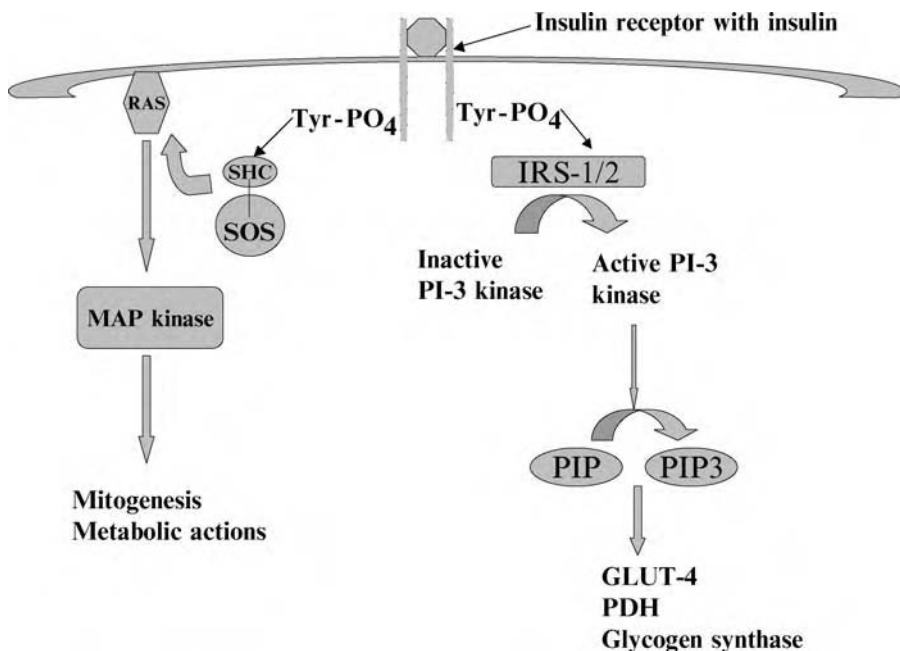 Insulin receptor with insulin
RAS
Tyr-PO4
Tyr-PO4
SHC
SOS
IRS-1/2
Inactive
PI-3 kinase
Active PI-3
kinase
MAP kinase
PIP
PIP3
Mitogenesis
Metabolic actions
GLUT-4
PDH
Glycogen synthase